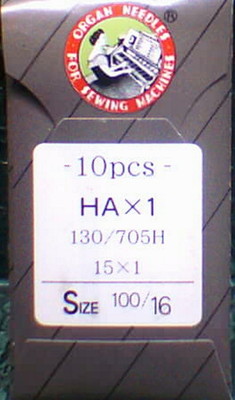 ORGAN NEEDLES
FOR SEWING MACHINES
®
-10pcs-
HA×1
130/705H
15×1
SIZE 100/16